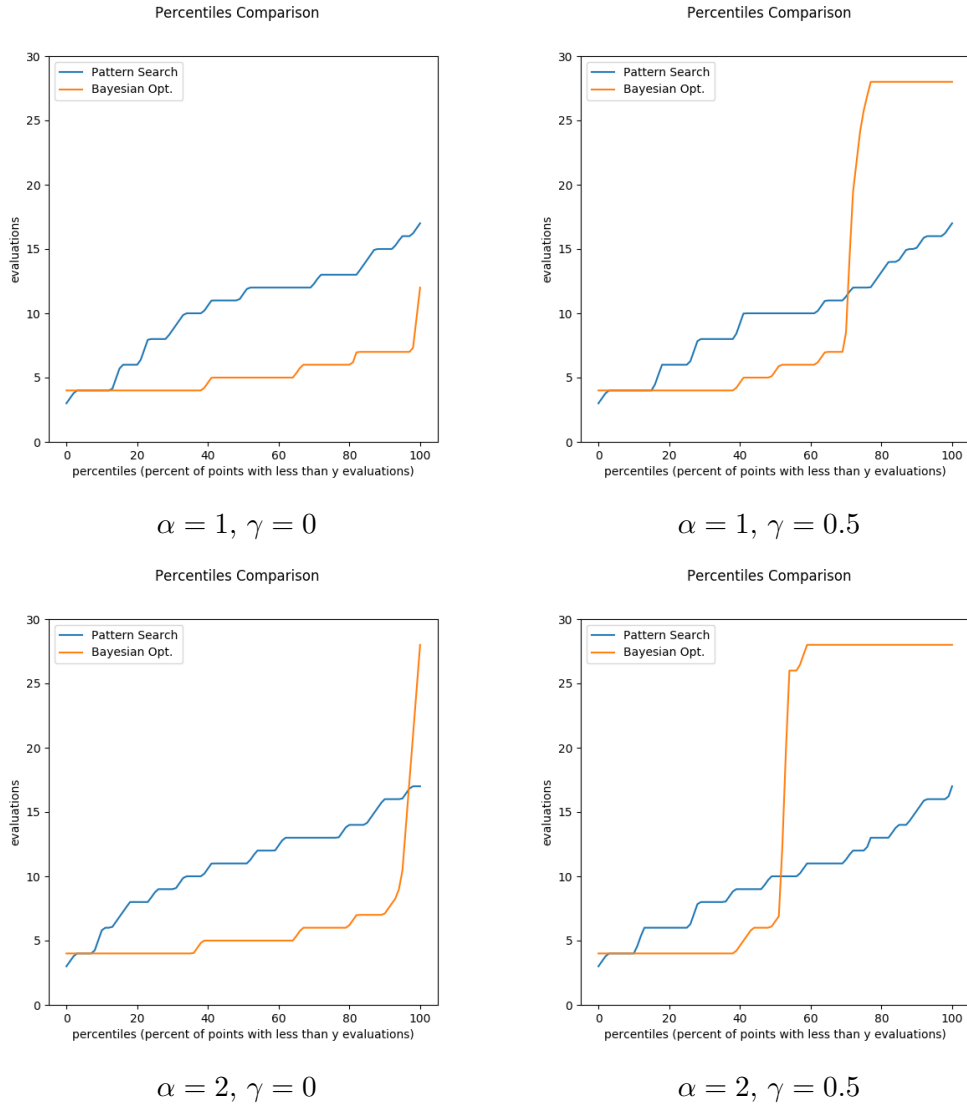 Percentiles Comparison
30
25
20
15
10
5
0
evaluations
Pattern Search
Bayesian Opt.
0 20 40 60 80 100
percentiles (percent of points with less than y evaluations)
α = 1, γ = 0
Percentiles Comparison
30
25
20
15
10
5
0
evaluations
Pattern Search
Bayesian Opt.
0 20 40 60 80 100
percentiles (percent of points with less than y evaluations)
α = 1, γ = 0.5
Percentiles Comparison
30
25
20
15
10
5
0
evaluations
Pattern Search
Bayesian Opt.
0 20 40 60 80 100
percentiles (percent of points with less than y evaluations)
α = 2, γ = 0
Percentiles Comparison
30
25
20
15
10
5
0
evaluations
Pattern Search
Bayesian Opt.
0 20 40 60 80 100
percentiles (percent of points with less than y evaluations)
α = 2, γ = 0.5